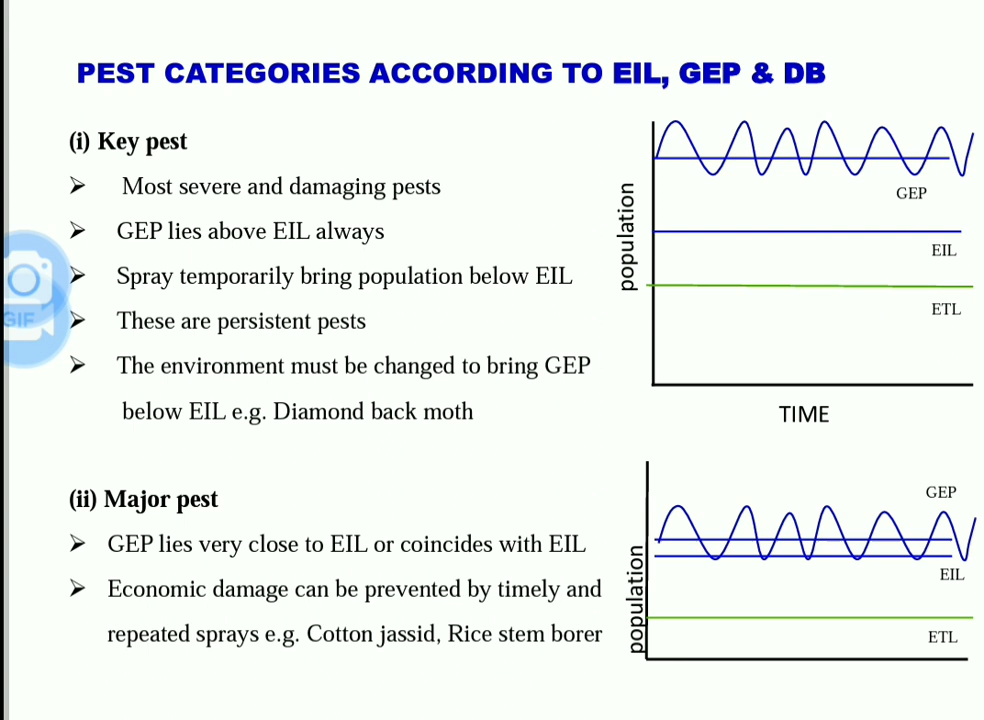 PEST CATEGORIES ACCORDING TO EIL, GEP & DB
(i) Key pest
➢ Most severe and damaging pests
➢ GEP lies above EIL always
➢ Spray temporarily bring population below EIL
➢ These are persistent pests
➢ The environment must be changed to bring GEP
below EIL e.g. Diamond back moth
population
GEP
EIL
ETL
TIME
(ii) Major pest
➢ GEP lies very close to EIL or coincides with EIL
➢ Economic damage can be prevented by timely and
repeated sprays e.g. Cotton jassid, Rice stem borer
population
GEP
EIL
ETL
GIF